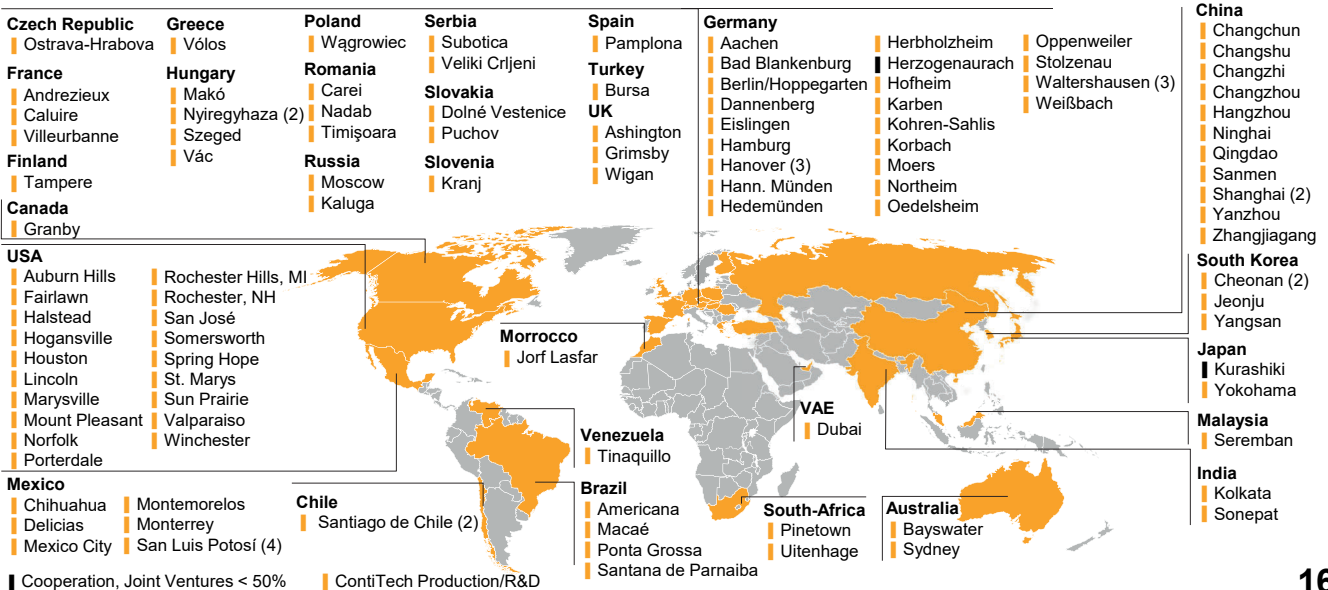 Czech Republic
Ostrava-Hrabova
France
Andrezieux
Caluire
Villeurbanne
Finland
Tampere
Canada
Granby
USA
Auburn Hills
Fairlawn
Halstead
Hogansville
Houston
Lincoln
Marysville
Mount Pleasant
Norfolk
Porterdale
Rochester Hills, MI
Rochester, NH
San José
Somersworth
Spring Hope
St. Marys
Sun Prairie
Valparaiso
Winchester
Mexico
Chihuahua
Delicias
Mexico City
Montemorelos
Monterrey
San Luis Potosí (4)
Greece
Vólos
Hungary
Makó
Nyiregyhaza (2)
Szeged
Vác
Poland
Wągrowiec
Romania
Carei
Nadab
Timişoara
Russia
Moscow
Kaluga
Serbia
Subotica
Veliki Crljeni
Slovakia
Dolné Vestenice
Puchov
Slovenia
Kranj
Spain
Pamplona
Turkey
Bursa
UK
Ashington
Grimsby
Wigan
Germany
Aachen
Bad Blankenburg
Berlin/Hoppegarten
Dannenberg
Eislingen
Hamburg
Hanover (3)
Hann. Münden
Hedemünden
Herbholzheim
Herzogenaurach
Hofheim
Karben
Kohren-Sahlis
Korbach
Moers
Northeim
Oedelsheim
Oppenweiler
Stolzenau
Waltershausen (3)
Weißbach
China
Changchun
Changshu
Changzhi
Changzhou
Hangzhou
Ninghai
Qingdao
Sanmen
Shanghai (2)
Yanzhou
Zhangjiagang
South Korea
Cheonan (2)
Jeonju
Yangsan
Japan
Kurashiki
Yokohama
Malaysia
Seremban
India
Kolkata
Sonepat
Morrocco
Jorf Lasfar
VAE
Dubai
Venezuela
Tinaquillo
Chile
Santiago de Chile (2)
Brazil
Americana
Macaé
Ponta Grossa
Santana de Parnaiba
South-Africa
Pinetown
Uitenhage
Australia
Bayswater
Sydney
Cooperation, Joint Ventures < 50%
ContiTech Production/R&D
16